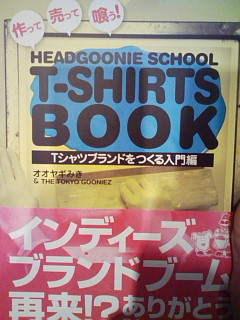 作って 売って 喰う!
HEADGOONIE SCHOOL
T-SHIRTS
BOOK
Tシャツブランドをつくる入門編
オオヤギみき
& THE TOKYO GOONIEZ
インディーズ
ブランドブーム
再来!?ありがとう